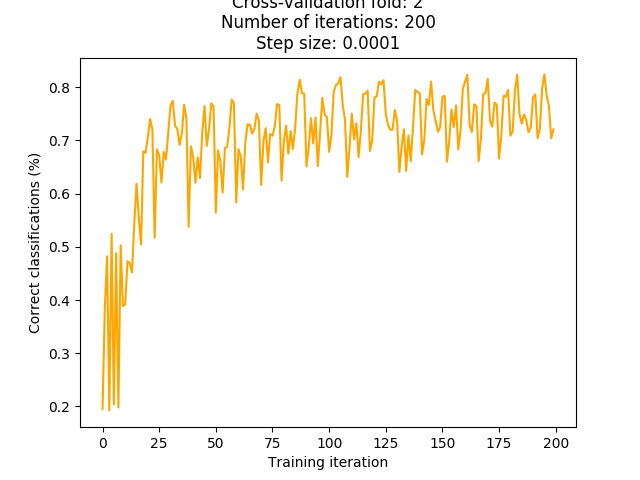 Cross-validation fold: 2
Number of iterations: 200
Step size: 0.0001
Correct classifications (%)
0.8
0.7
0.6
0.5
0.4
0.3
0.2
0 25 50 75 100 125 150 175 200
Training iteration